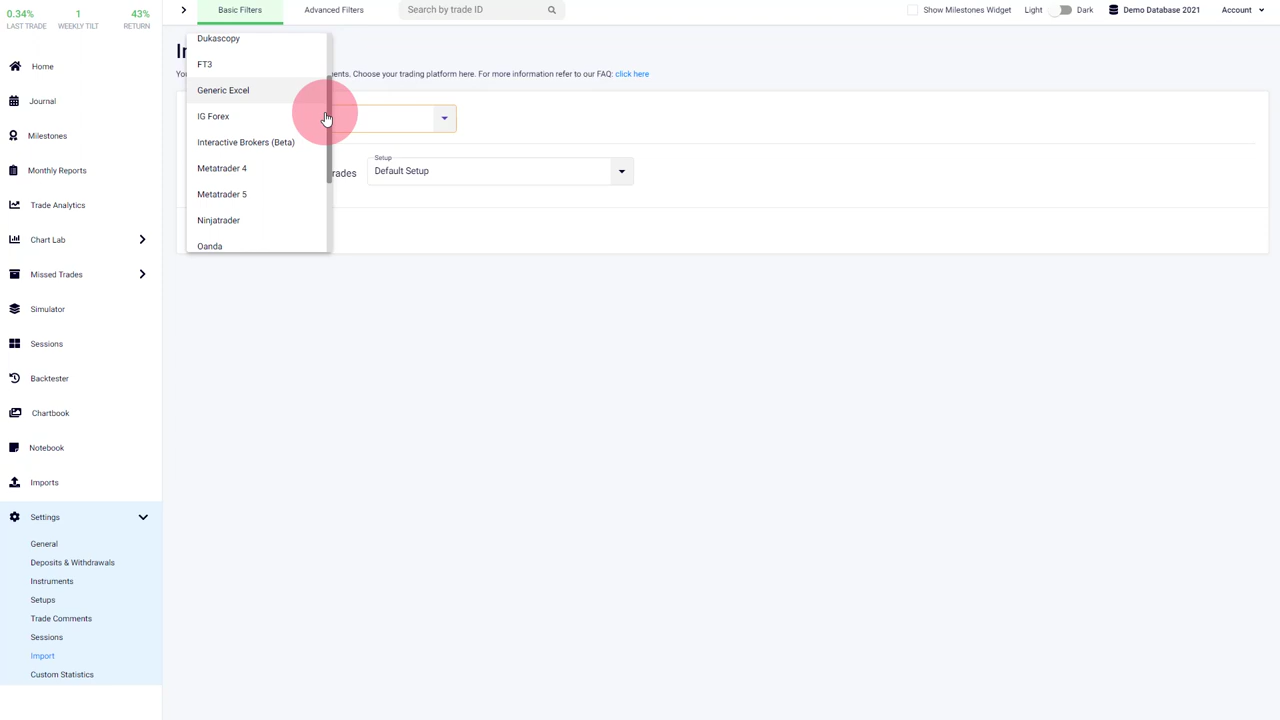 0.34%
LAST TRADE
1
WEEKLY TILT
43%
RETURN
Basic Filters
Advanced Filters
Search by trade ID
Show Milestones Widget
Light
Dark
Demo Database 2021
Account
Home
Journal
Milestones
Monthly Reports
Trade Analytics
Chart Lab
Missed Trades
Simulator
Sessions
Backtester
Chartbook
Notebook
Imports
Settings
General
Deposits & Withdrawals
Instruments
Setups
Trade Comments
Sessions
Import
Custom Statistics
ments. Choose your trading platform here. For more information refer to our FAQ: click here
Dukascopy
FT3
Generic Excel
IG Forex
Interactive Brokers (Beta)
Metatrader 4
Metatrader 5
Ninjatrader
Oanda
rades
Setup
Default Setup